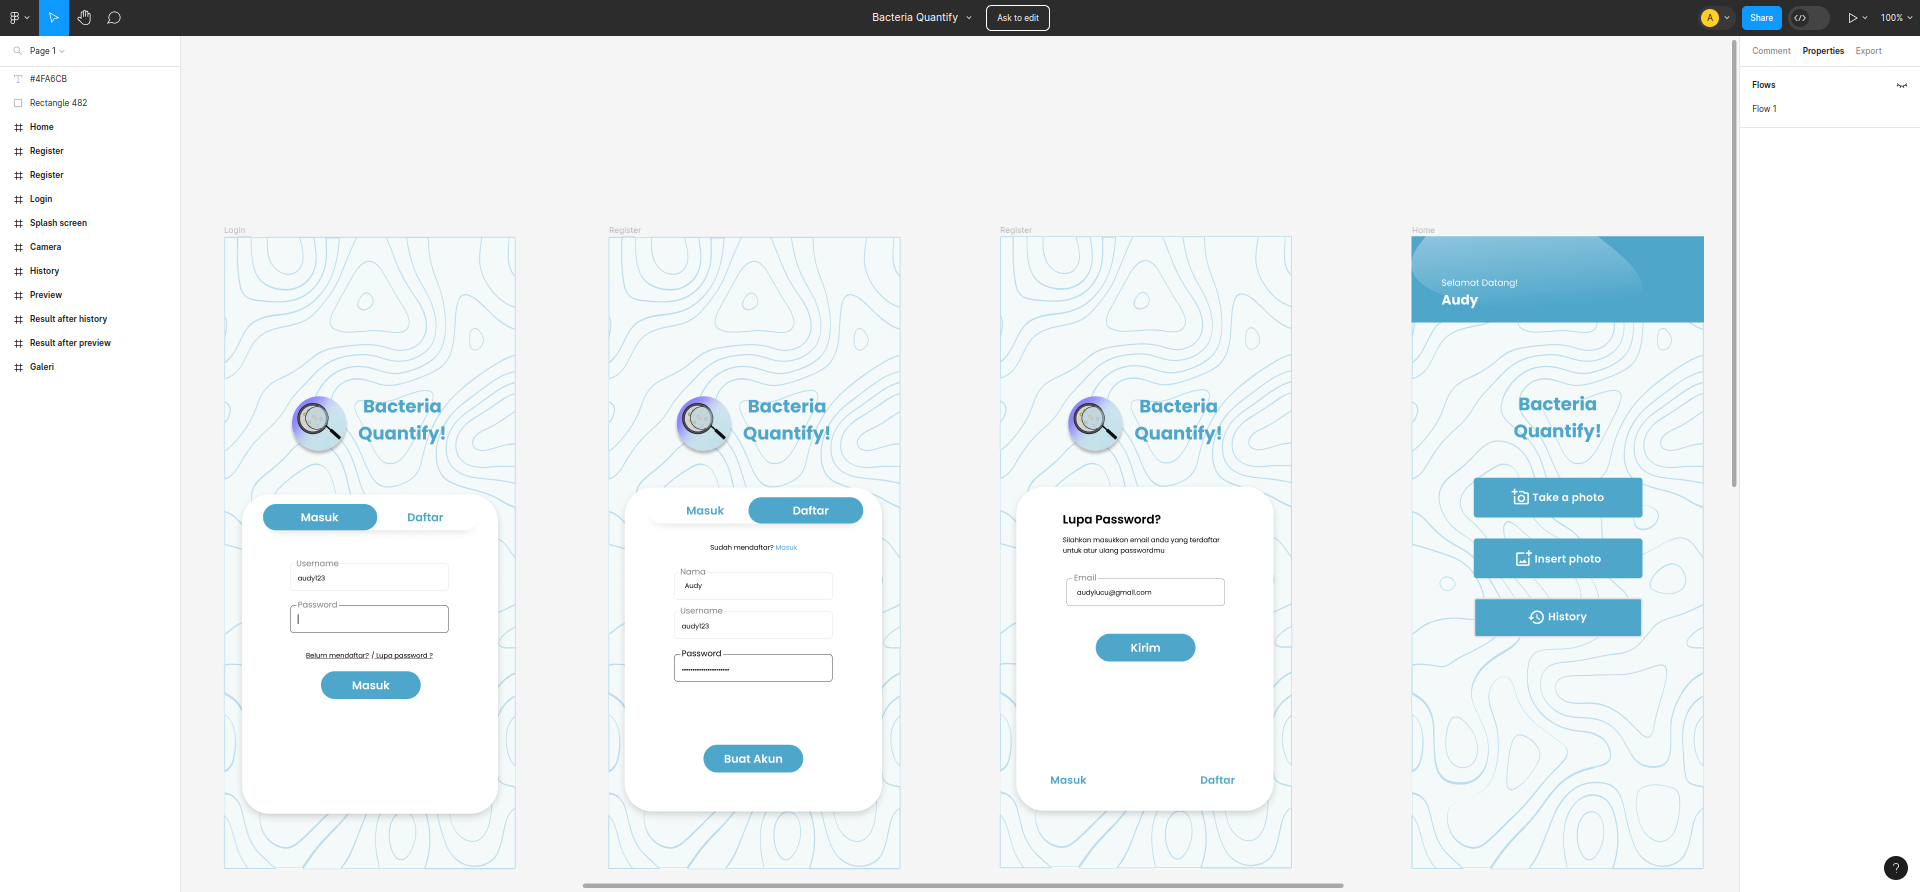 Bacteria Quantify
Ask to edit
A
Share
100%
Page 1
#4FA6CB
Rectangle 482
Home
Register
Register
Login
Splash screen
Camera
History
Preview
Result after history
Result after preview
Galeri
Comment
Properties
Export
Flows
Flow 1
Login
Bacteria
Quantify!
Masuk
Daftar
Username
audy123
Password
Belum mendaftar? / Lupa password ?
Masuk
Register
Bacteria
Quantify!
Masuk
Daftar
Sudah mendaftar? Masuk
Nama
Audy
Username
audy123
Password
Buat Akun
Register
Bacteria
Quantify!
Lupa Password?
Silahkan masukkan email anda yang terdaftar
untuk atur ulang passwordmu
Email
audylucu@gmail.com
Kirim
Masuk
Daftar
Home
Selamat Datang!
Audy
Bacteria
Quantify!
Take a photo
Insert photo
History
?